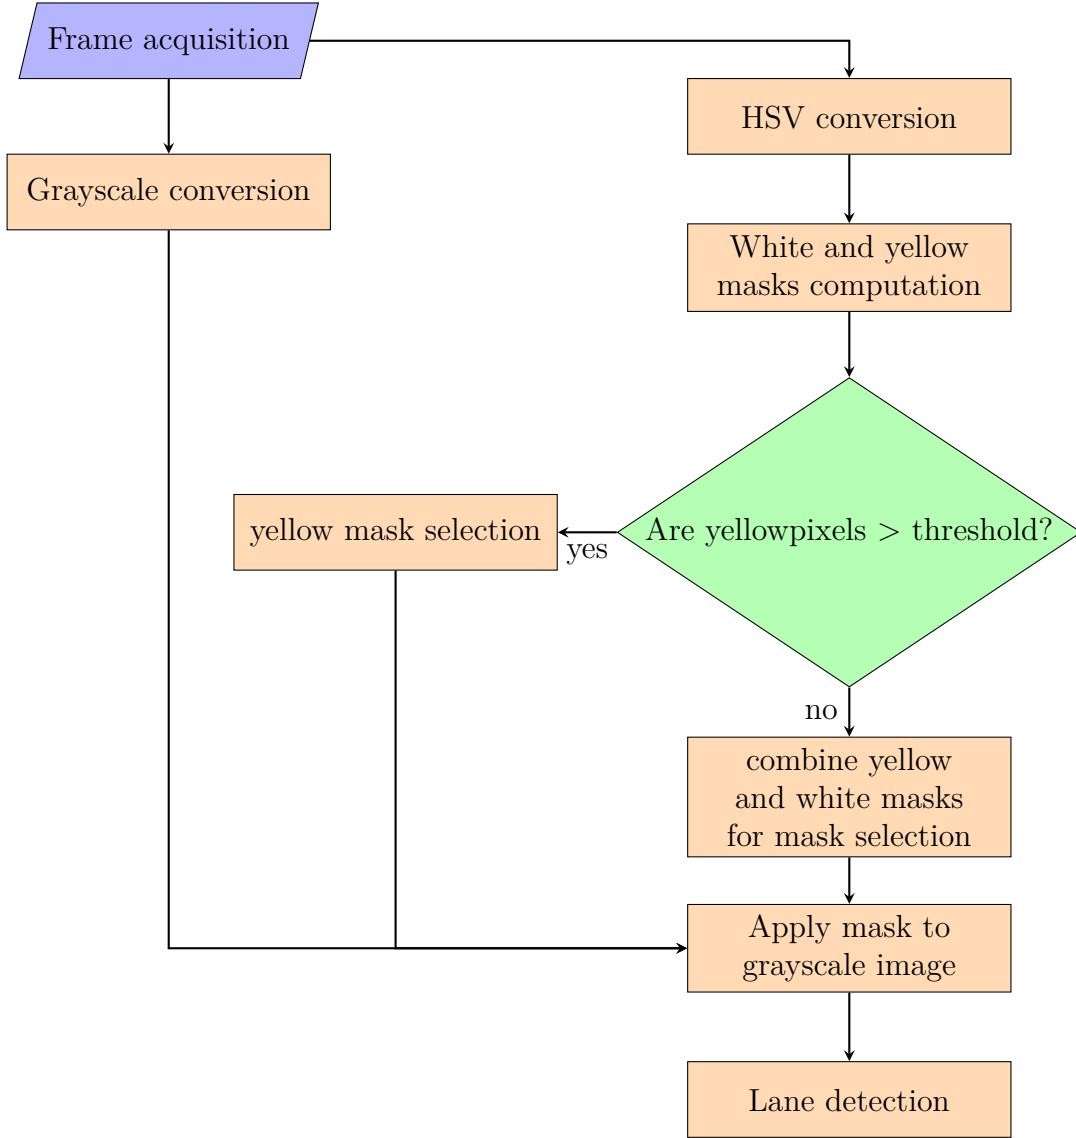 Frame acquisition
HSV conversion
Grayscale conversion
White and yellow
masks computation
yellow mask selection
yes
Are yellowpixels > threshold?
no
combine yellow
and white masks
for mask selection
Apply mask to
grayscale image
Lane detection